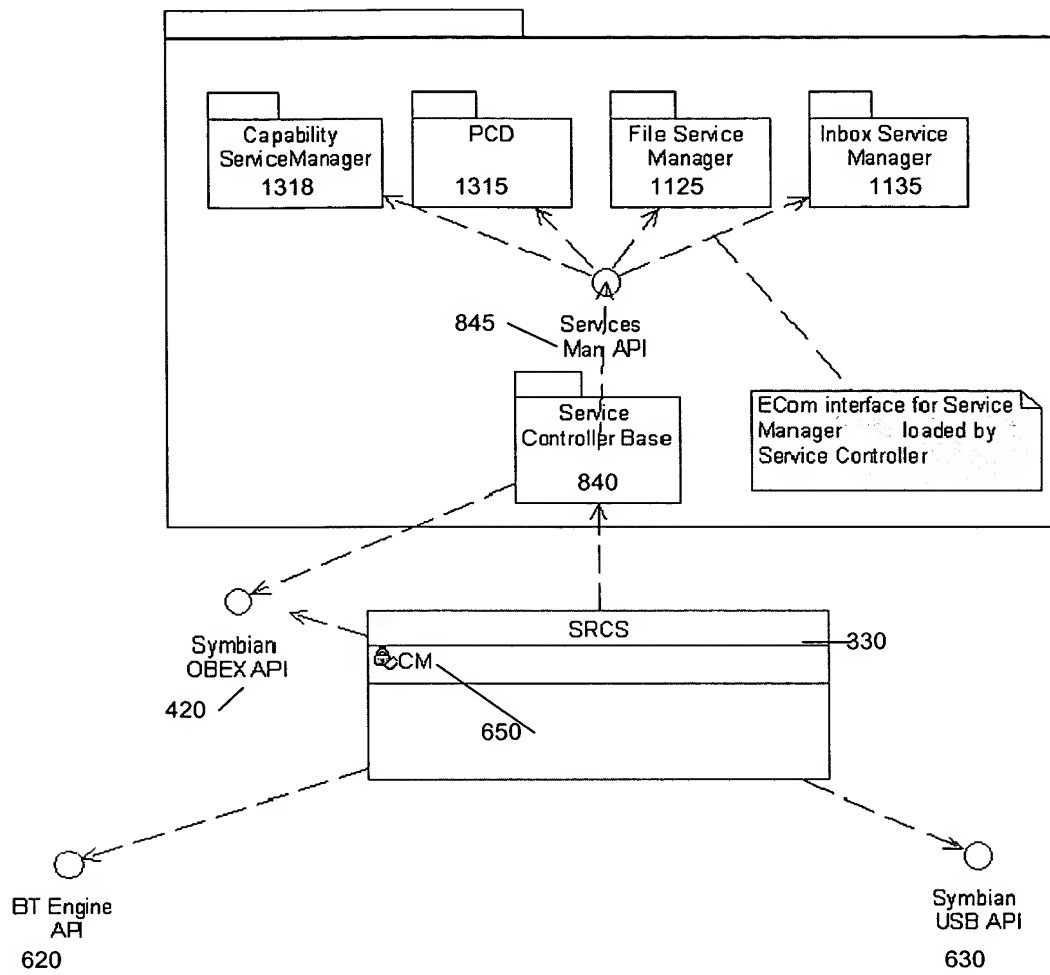 Capability
ServiceManager
1318
PCD
1315
File Service
Manager
1125
Inbox Service
Manager
1135
845
Services
Man API
Service
Controller Base
840
ECom interface for Service
Manager loaded by
Service Controller
Symbian
OBEX API
420
SRCS
330
CM
650
BT Engine
API
620
Symbian
USB API
630